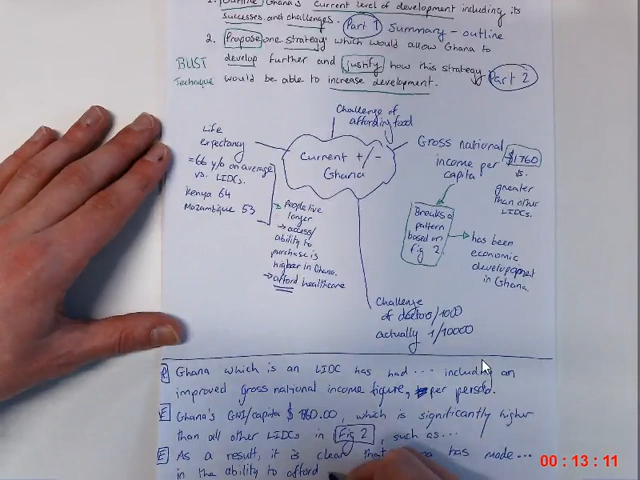 1. Outline Ghana's current level of development including its
successes and challenges. Part 1 Summary - outline
2. Propose one strategy which would allow Ghana to
develop further and justify how this strategy Part 2
would be able to increase development.
BUST
Technique
Challenge of
affording food
Life
expectancy
= 66 y/o on average
vs. LIDCs.
Kenya 64
Mozambique 53
Current +/-
Ghana
Gross national
income per
capita
$1760
vs.
greater
than other
LIDCs.
People live
longer
→ access/
ability to
purchase is
higher in Ghana.
→ afford healthcare
Breaks a
pattern
based on
fig 2.
has been
economic
development
in Ghana.
Challenge
of doctors/1000
actually 1/10000
P Ghana which is an LIDC has had ... including an
improved gross national income figure, per person.
E Ghana's GNI/capita $ 1760.00, which is significantly higher
than all other LIDCs in Fig 2, such as...
E As a result, it is clear that has made...
in the ability to afford
00:13:11